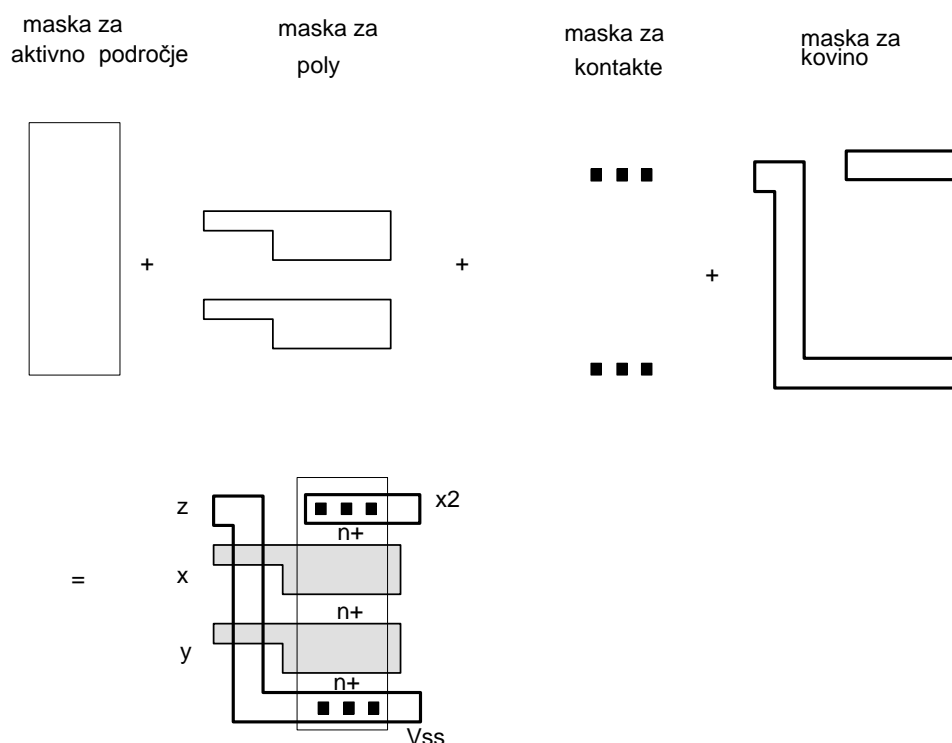 maska za
aktivno področje
maska za
poly
maska za
kontakte
maska za
kovino
+
+
+
=
z
x2
n+
x
n+
y
n+
Vss